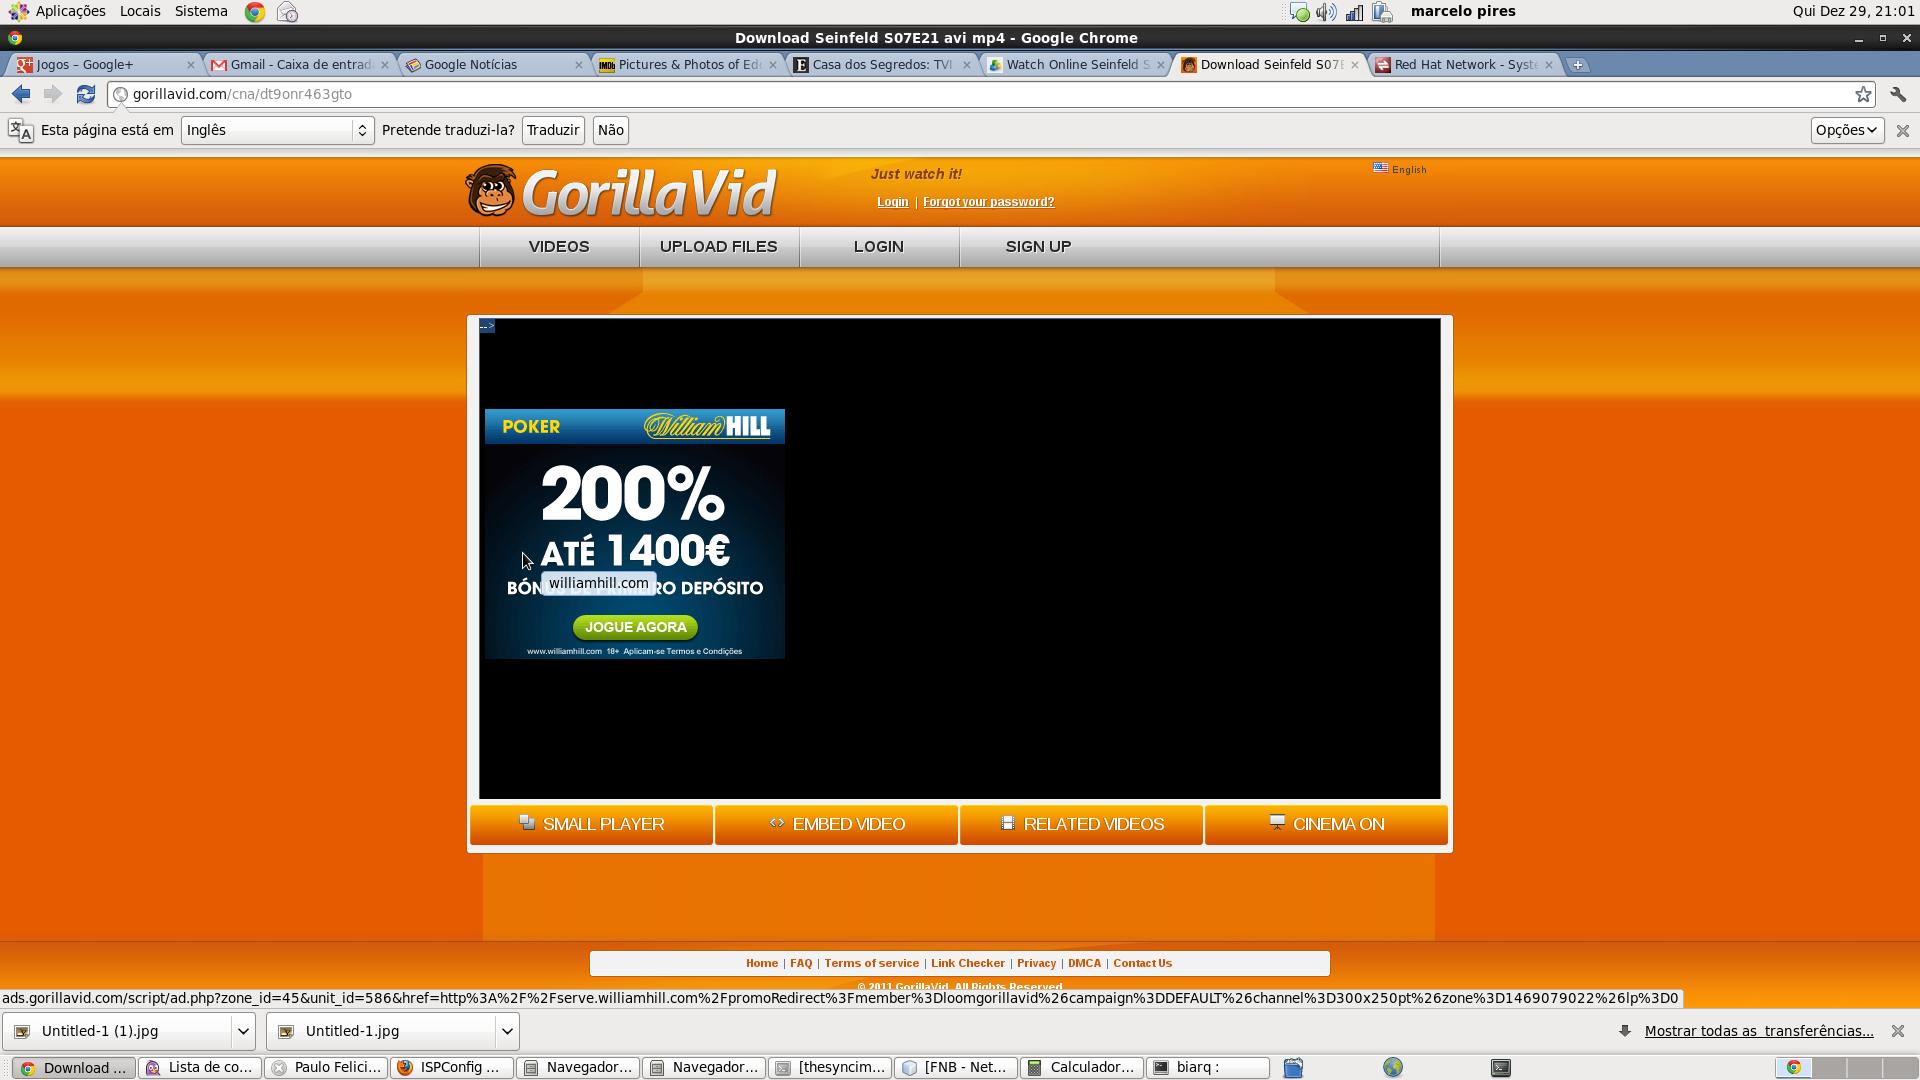 Aplicações Locais Sistema marcelo pires Qui Dez 29, 21:01
Download Seinfeld S07E21 avi mp4 - Google Chrome
Jogos – Google+ Gmail - Caixa de entrad Google Notícias IMDb Pictures & Photos of Ed Casa dos Segredos: TVI Watch Online Seinfeld S Download Seinfeld S07E Red Hat Network - Syste
gorillavid.com/cna/dt9onr463gto
Esta página está em Inglês Pretende traduzi-la? Traduzir Não Opções
GorillaVid
Just watch it!
English
Login | Forgot your password?
VIDEOS UPLOAD FILES LOGIN SIGN UP
-->
POKER William HILL
200%
ATÉ 1400€
williamhill.com
BÓNUS DE PRIMEIRO DEPÓSITO
JOGUE AGORA
www.williamhill.com 18+ Aplicam-se Termos e Condições
SMALL PLAYER EMBED VIDEO RELATED VIDEOS CINEMA ON
Home | FAQ | Terms of service | Link Checker | Privacy | DMCA | Contact Us
© 2011 GorillaVid. All Rights Reserved
ads.gorillavid.com/script/ad.php?zone_id=45&unit_id=586&href=http%3A%2F%2Fserve.williamhill.com%2FpromoRedirect%3Fmember%3Dloomgorillavid%26campaign%3DDEFAULT%26channel%3D300x250pt%26zone%3D1469079022%26lp%3D0
Untitled-1 (1).jpg Untitled-1.jpg Mostrar todas as transferências...
Download ... Lista de co... Paulo Felici... ISPConfig ... Navegador... Navegador... [thesyncim... [FNB - Net... Calculador... biarq :